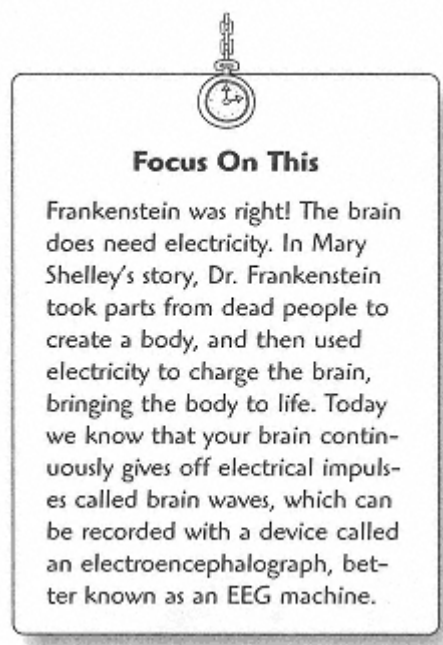 Focus On This
Frankenstein was right! The brain
does need electricity. In Mary
Shelley's story, Dr. Frankenstein
took parts from dead people to
create a body, and then used
electricity to charge the brain,
bringing the body to life. Today
we know that your brain contin-
uously gives off electrical impuls-
es called brain waves, which can
be recorded with a device called
an electroencephalograph, bet-
ter known as an EEG machine.